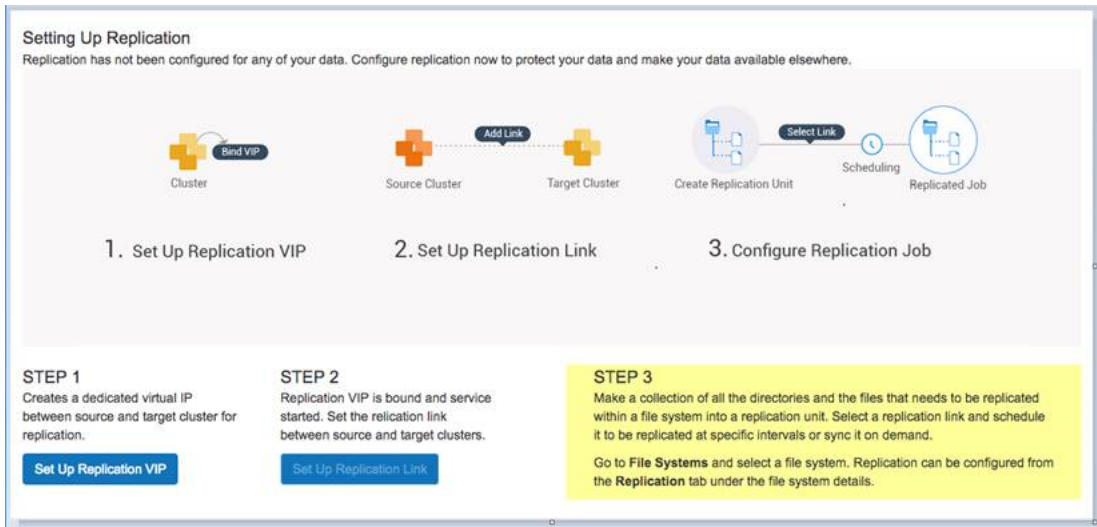 Setting Up Replication
Replication has not been configured for any of your data. Configure replication now to protect your data and make your data available elsewhere.
Bind VIP
Cluster
Add Link
Source Cluster
Target Cluster
Select Link
Create Replication Unit
Scheduling
Replicated Job
1. Set Up Replication VIP
2. Set Up Replication Link
3. Configure Replication Job
STEP 1
Creates a dedicated virtual IP
between source and target cluster for
replication.
Set Up Replication VIP
STEP 2
Replication VIP is bound and service
started. Set the relication link
between source and target clusters.
Set Up Replication Link
STEP 3
Make a collection of all the directories and the files that needs to be replicated
within a file system into a replication unit. Select a replication link and schedule
it to be replicated at specific intervals or sync it on demand.
Go to File Systems and select a file system. Replication can be configured from
the Replication tab under the file system details.